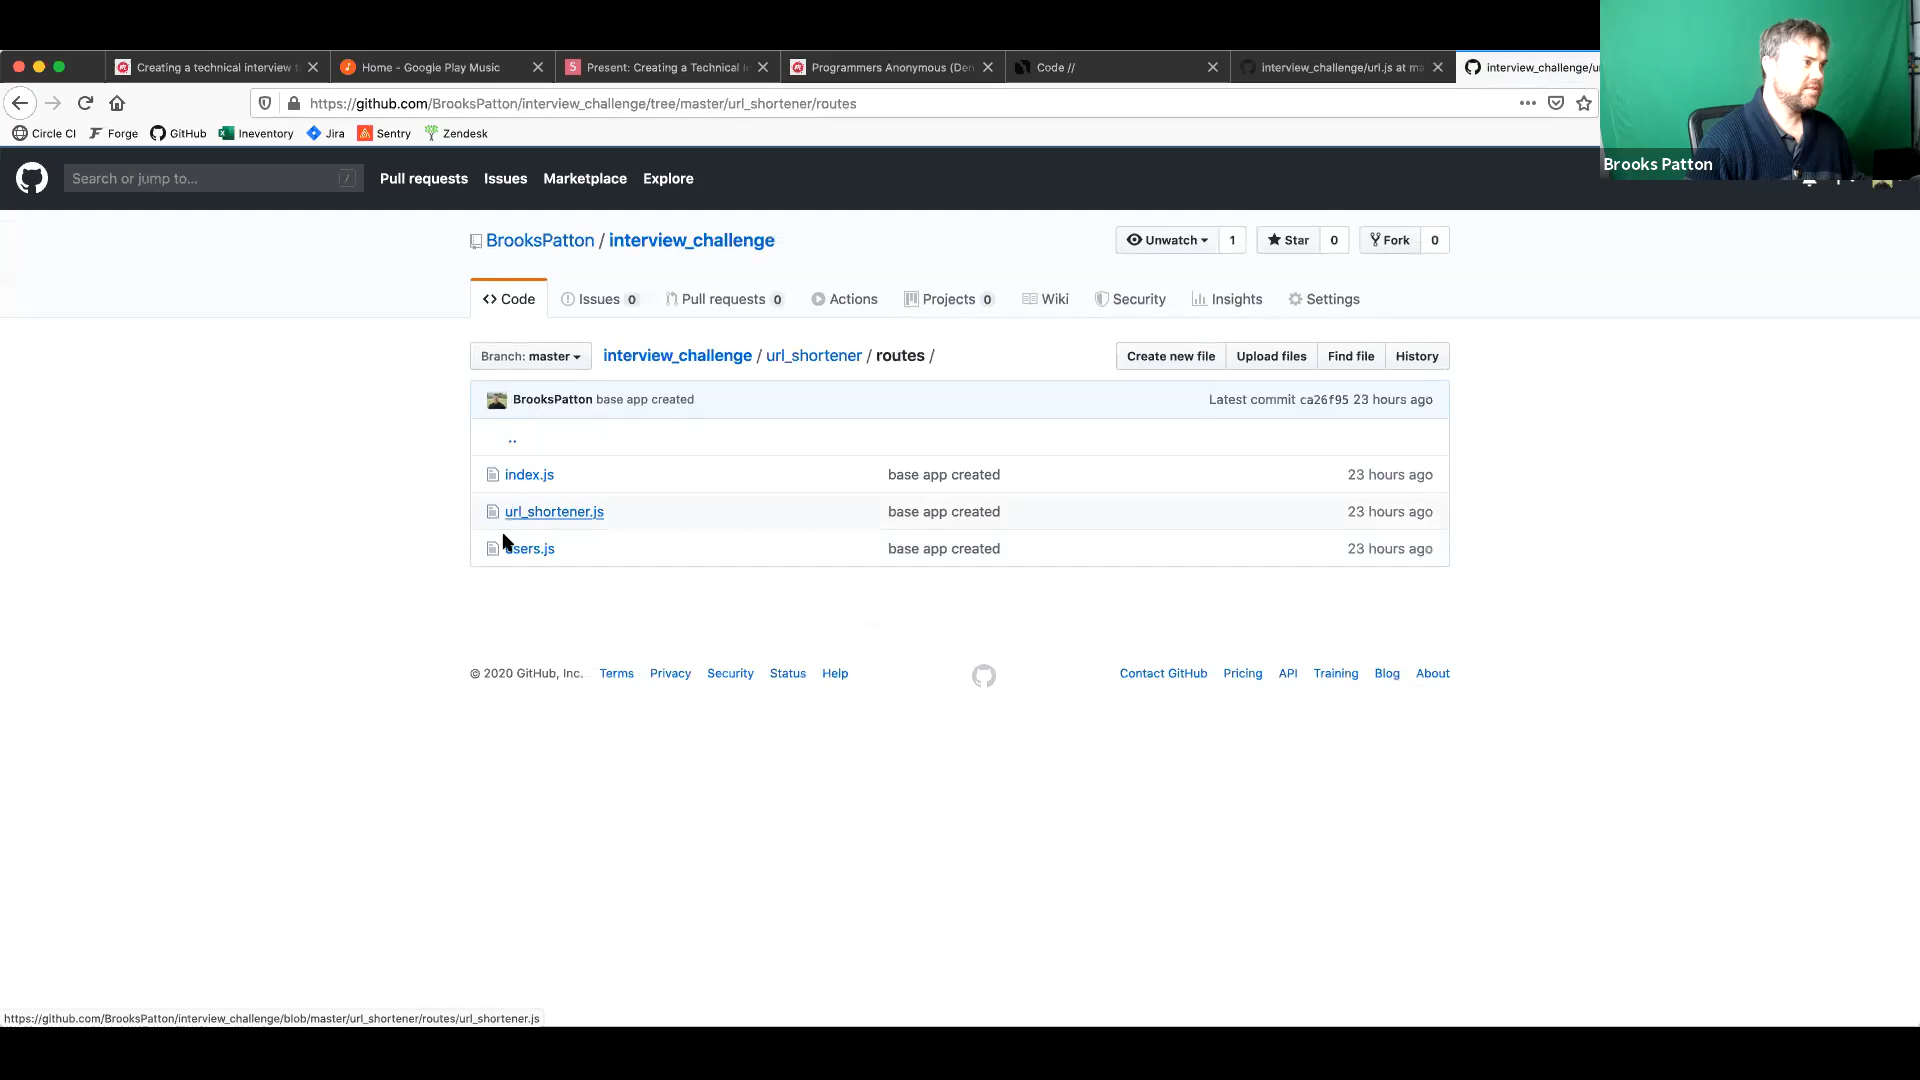 Creating a technical interview t
Home - Google Play Music
Present: Creating a Technical i
Programmers Anonymous (Den
Code //
interview_challenge/url.js at ma
interview_challenge/u
https://github.com/BrooksPatton/interview_challenge/tree/master/url_shortener/routes
Circle CI
Forge
GitHub
Ineventory
Jira
Sentry
Zendesk
Brooks Patton
Search or jump to...
/
Pull requests
Issues
Marketplace
Explore
BrooksPatton / interview_challenge
Unwatch 1
Star 0
Fork 0
<> Code
Issues 0
Pull requests 0
Actions
Projects 0
Wiki
Security
Insights
Settings
Branch: master
interview_challenge / url_shortener / routes /
Create new file
Upload files
Find file
History
BrooksPatton base app created
Latest commit ca26f95 23 hours ago
..
index.js
base app created
23 hours ago
url_shortener.js
base app created
23 hours ago
users.js
base app created
23 hours ago
© 2020 GitHub, Inc.
Terms
Privacy
Security
Status
Help
Contact GitHub
Pricing
API
Training
Blog
About
https://github.com/BrooksPatton/interview_challenge/blob/master/url_shortener/routes/url_shortener.js